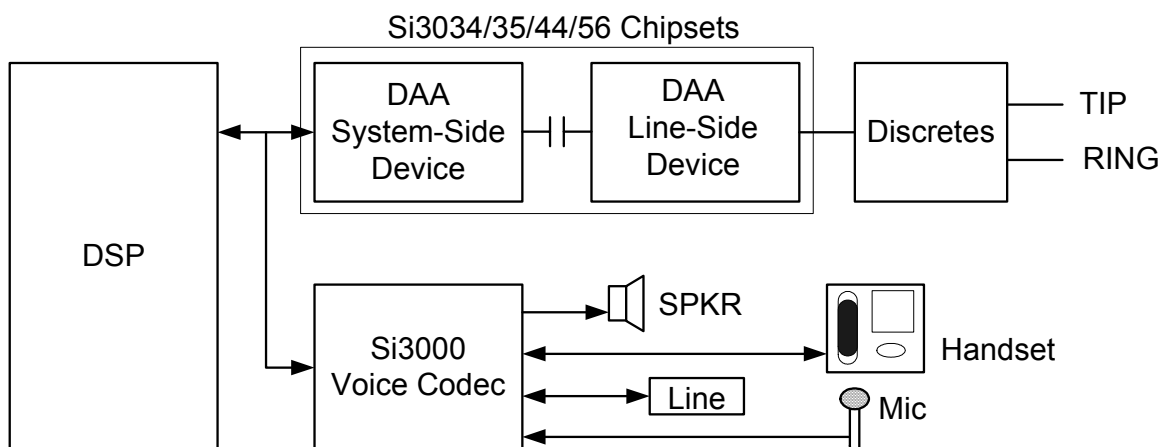 Si3034/35/44/56 Chipsets
DSP
DAA
System-Side
Device
DAA
Line-Side
Device
Discretes
TIP
RING
Si3000
Voice Codec
SPKR
Handset
Line
Mic